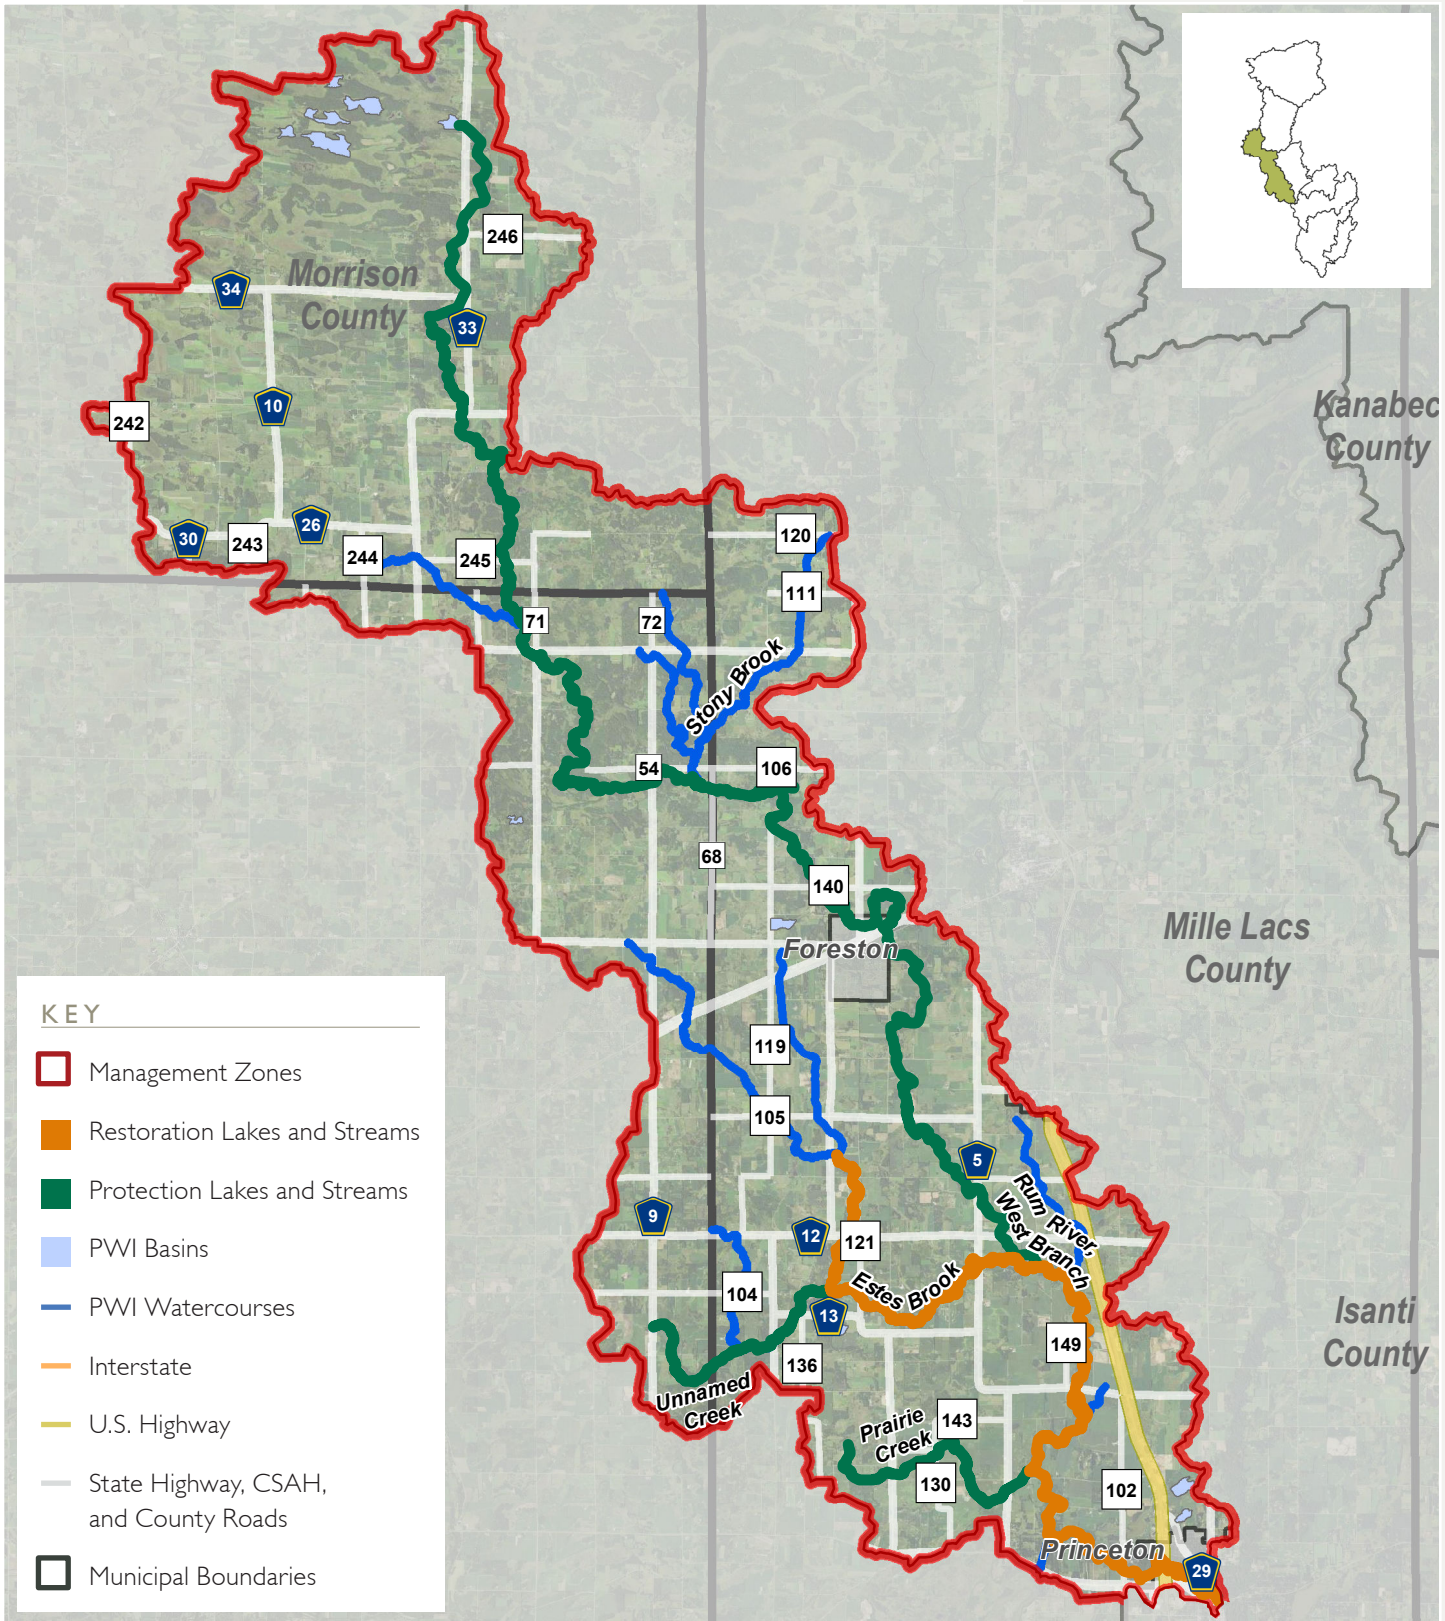 246
Morrison
County
34
33
10
242
Kanabec
County
30
243
26
244
245
120
111
71
72
Stony Brook
54
106
68
140
Foreston
Mille Lacs
County
119
105
5
Rum River,
West Branch
9
12
121
104
Estes Brook
13
136
149
Isanti
County
Unnamed
Creek
Prairie
Creek
143
130
102
Princeton
29
KEY
Management Zones
Restoration Lakes and Streams
Protection Lakes and Streams
PWI Basins
PWI Watercourses
Interstate
U.S. Highway
State Highway, CSAH,
and County Roads
Municipal Boundaries